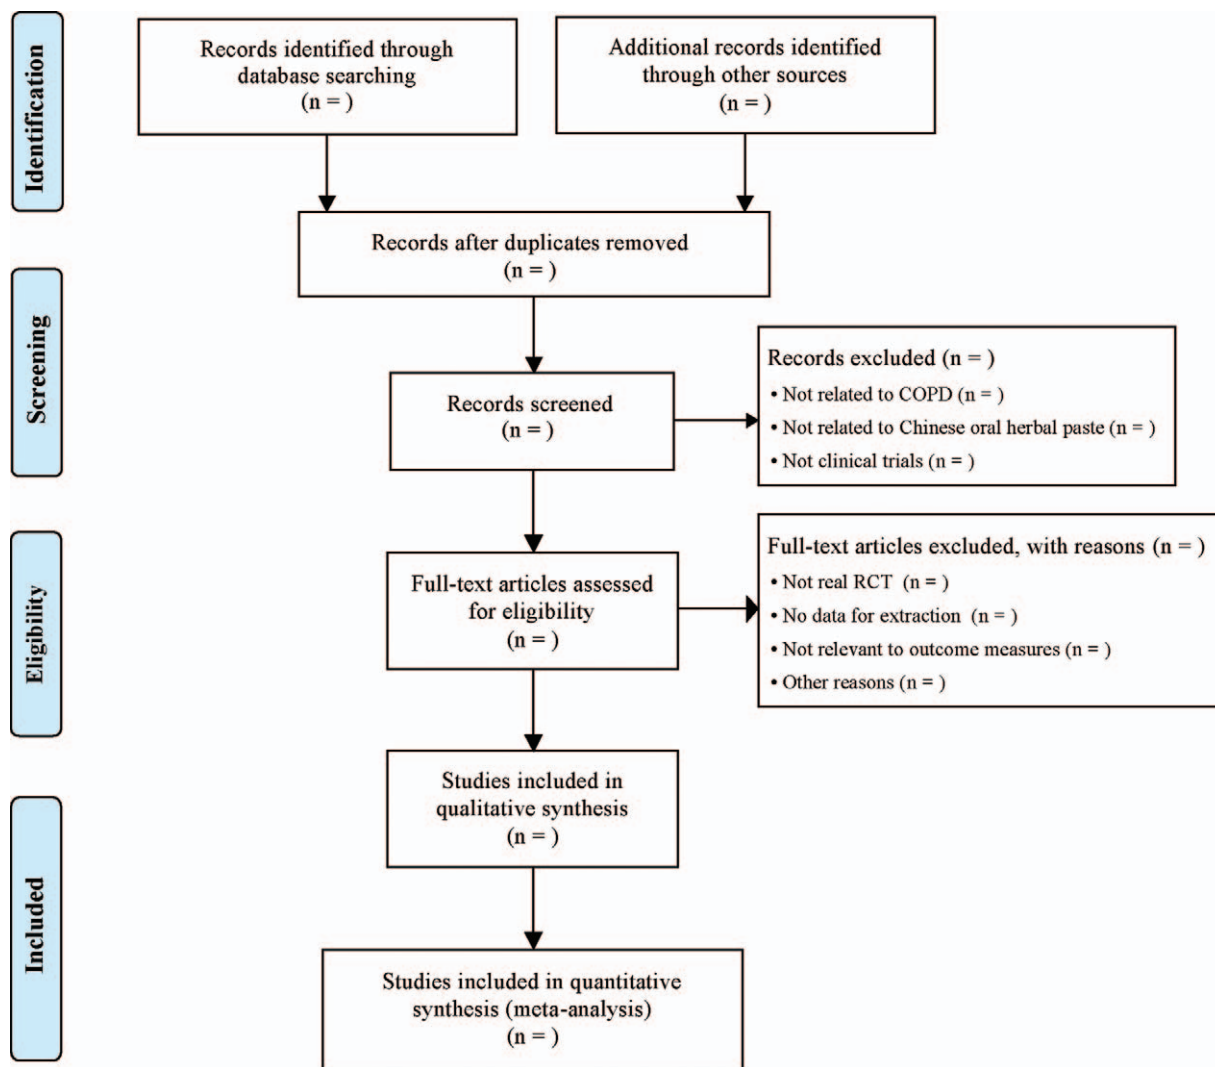 Identification
Records identified through
database searching
(n = )
Additional records identified
through other sources
(n = )
Records after duplicates removed
(n = )
Screening
Records screened
(n = )
Records excluded (n = )
• Not related to COPD (n = )
• Not related to Chinese oral herbal paste (n = )
• Not clinical trials (n = )
Eligibility
Full-text articles assessed
for eligibility
(n = )
Full-text articles excluded, with reasons (n = )
• Not real RCT (n = )
• No data for extraction (n = )
• Not relevant to outcome measures (n = )
• Other reasons (n = )
Included
Studies included in
qualitative synthesis
(n = )
Studies included in quantitative
synthesis (meta-analysis)
(n = )